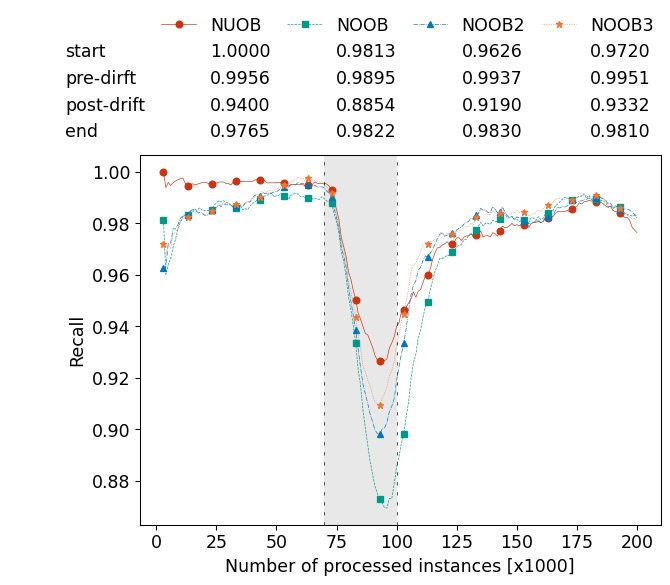 NUOB NOOB NOOB2 NOOB3
start 1.0000 0.9813 0.9626 0.9720
pre-dirft 0.9956 0.9895 0.9937 0.9951
post-drift 0.9400 0.8854 0.9190 0.9332
end 0.9765 0.9822 0.9830 0.9810
1.00
0.98
0.96
0.94
0.92
0.90
0.88
Recall
0 25 50 75 100 125 150 175 200
Number of processed instances [x1000]